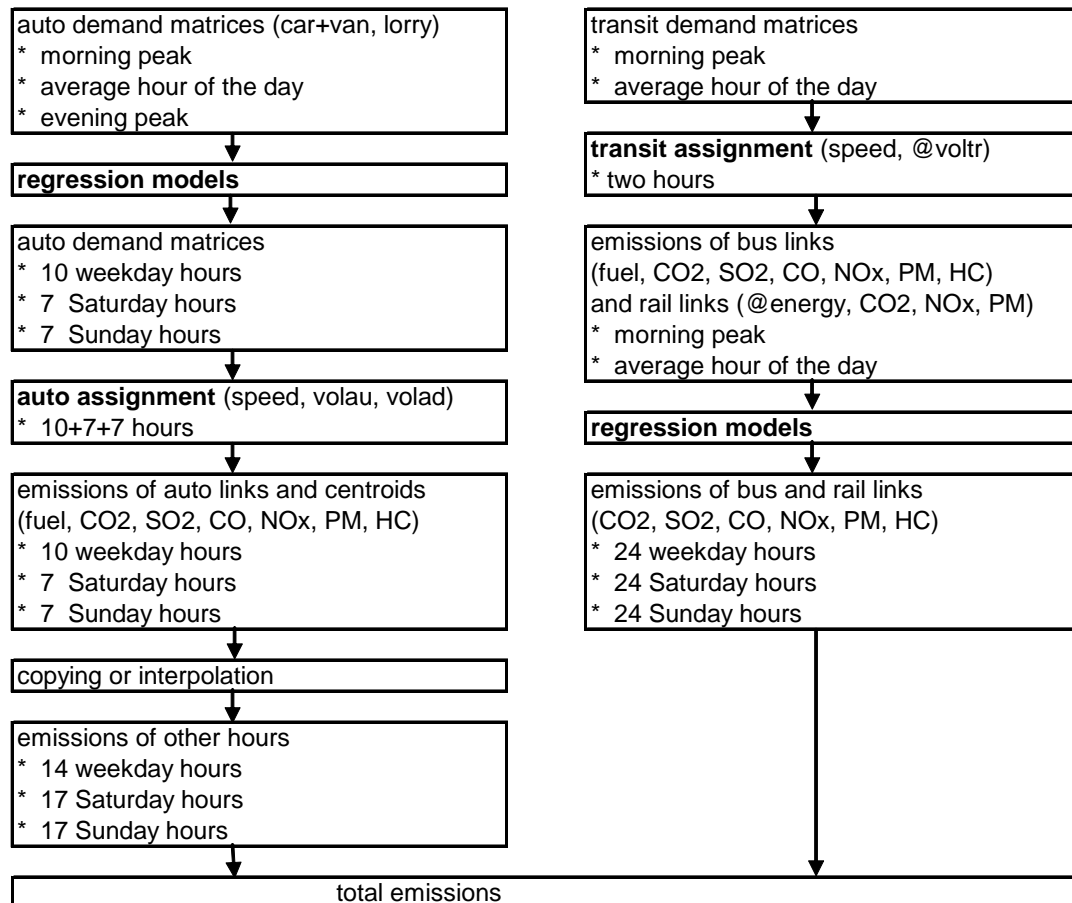 auto demand matrices (car+van, lorry)
* morning peak
* average hour of the day
* evening peak
regression models
auto demand matrices
* 10 weekday hours
* 7 Saturday hours
* 7 Sunday hours
auto assignment (speed, volau, volad)
* 10+7+7 hours
emissions of auto links and centroids
(fuel, CO2, SO2, CO, NOx, PM, HC)
* 10 weekday hours
* 7 Saturday hours
* 7 Sunday hours
copying or interpolation
emissions of other hours
* 14 weekday hours
* 17 Saturday hours
* 17 Sunday hours
transit demand matrices
* morning peak
* average hour of the day
transit assignment (speed, @voltr)
* two hours
emissions of bus links
(fuel, CO2, SO2, CO, NOx, PM, HC)
and rail links (@energy, CO2, NOx, PM)
* morning peak
* average hour of the day
regression models
emissions of bus and rail links
(CO2, SO2, CO, NOx, PM, HC)
* 24 weekday hours
* 24 Saturday hours
* 24 Sunday hours
total emissions